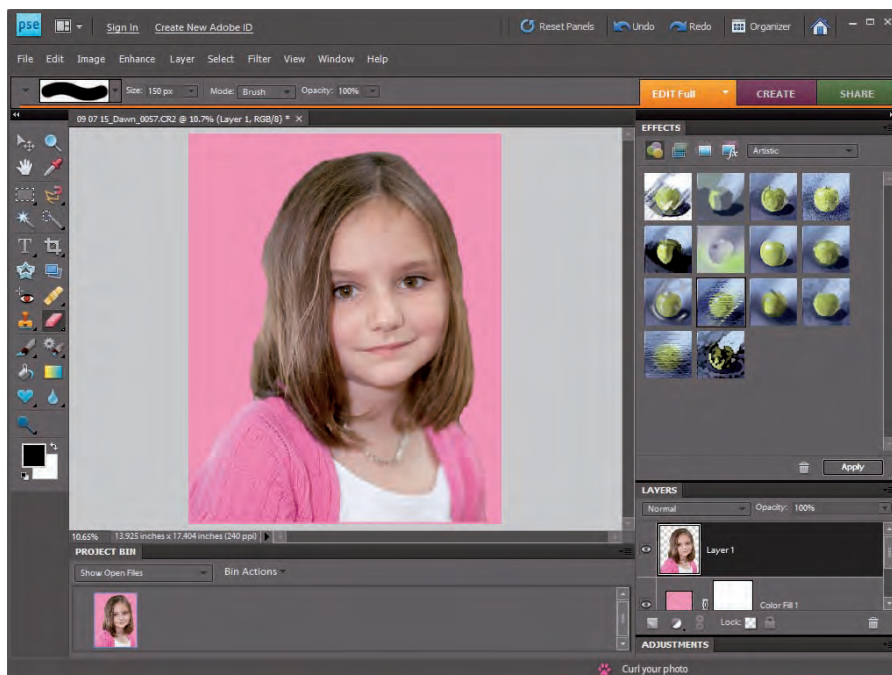 pse Sign In Create New Adobe ID Reset Panels Undo Redo Organizer
File Edit Image Enhance Layer Select Filter View Window Help
Size: 150 px Mode: Brush Opacity: 100% EDIT Full CREATE SHARE
09 07 15_Dawn_0057.CR2 @ 10.7% (Layer 1, RGB/8) * ×
EFFECTS
fx Artistic
T
Apply
LAYERS
Normal Opacity: 100%
Layer 1
10.65% 13.925 inches x 17.404 inches (240 ppi)
PROJECT BIN
Show Open Files Bin Actions
Color Fill 1
Lock:
ADJUSTMENTS
Curl your photo